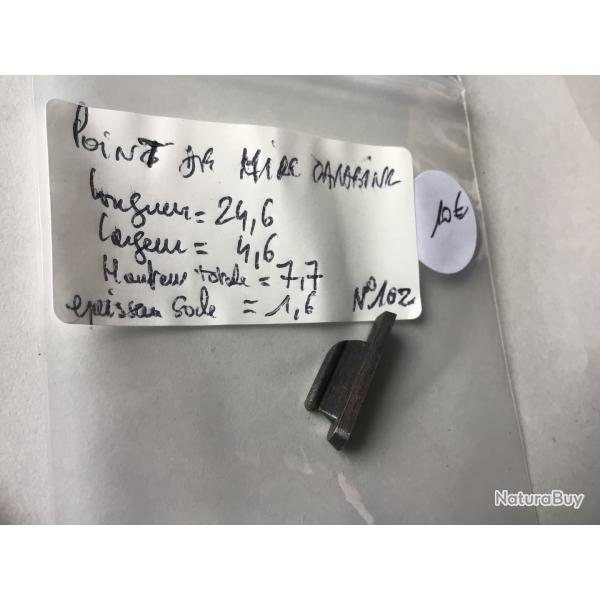 POINT DE MIRE CARABINE
longueur = 24,6
largeur = 4,6
Hauteur totale = 7,7
epaisseur socle = 1,6
N°102
10€
NaturaBuy